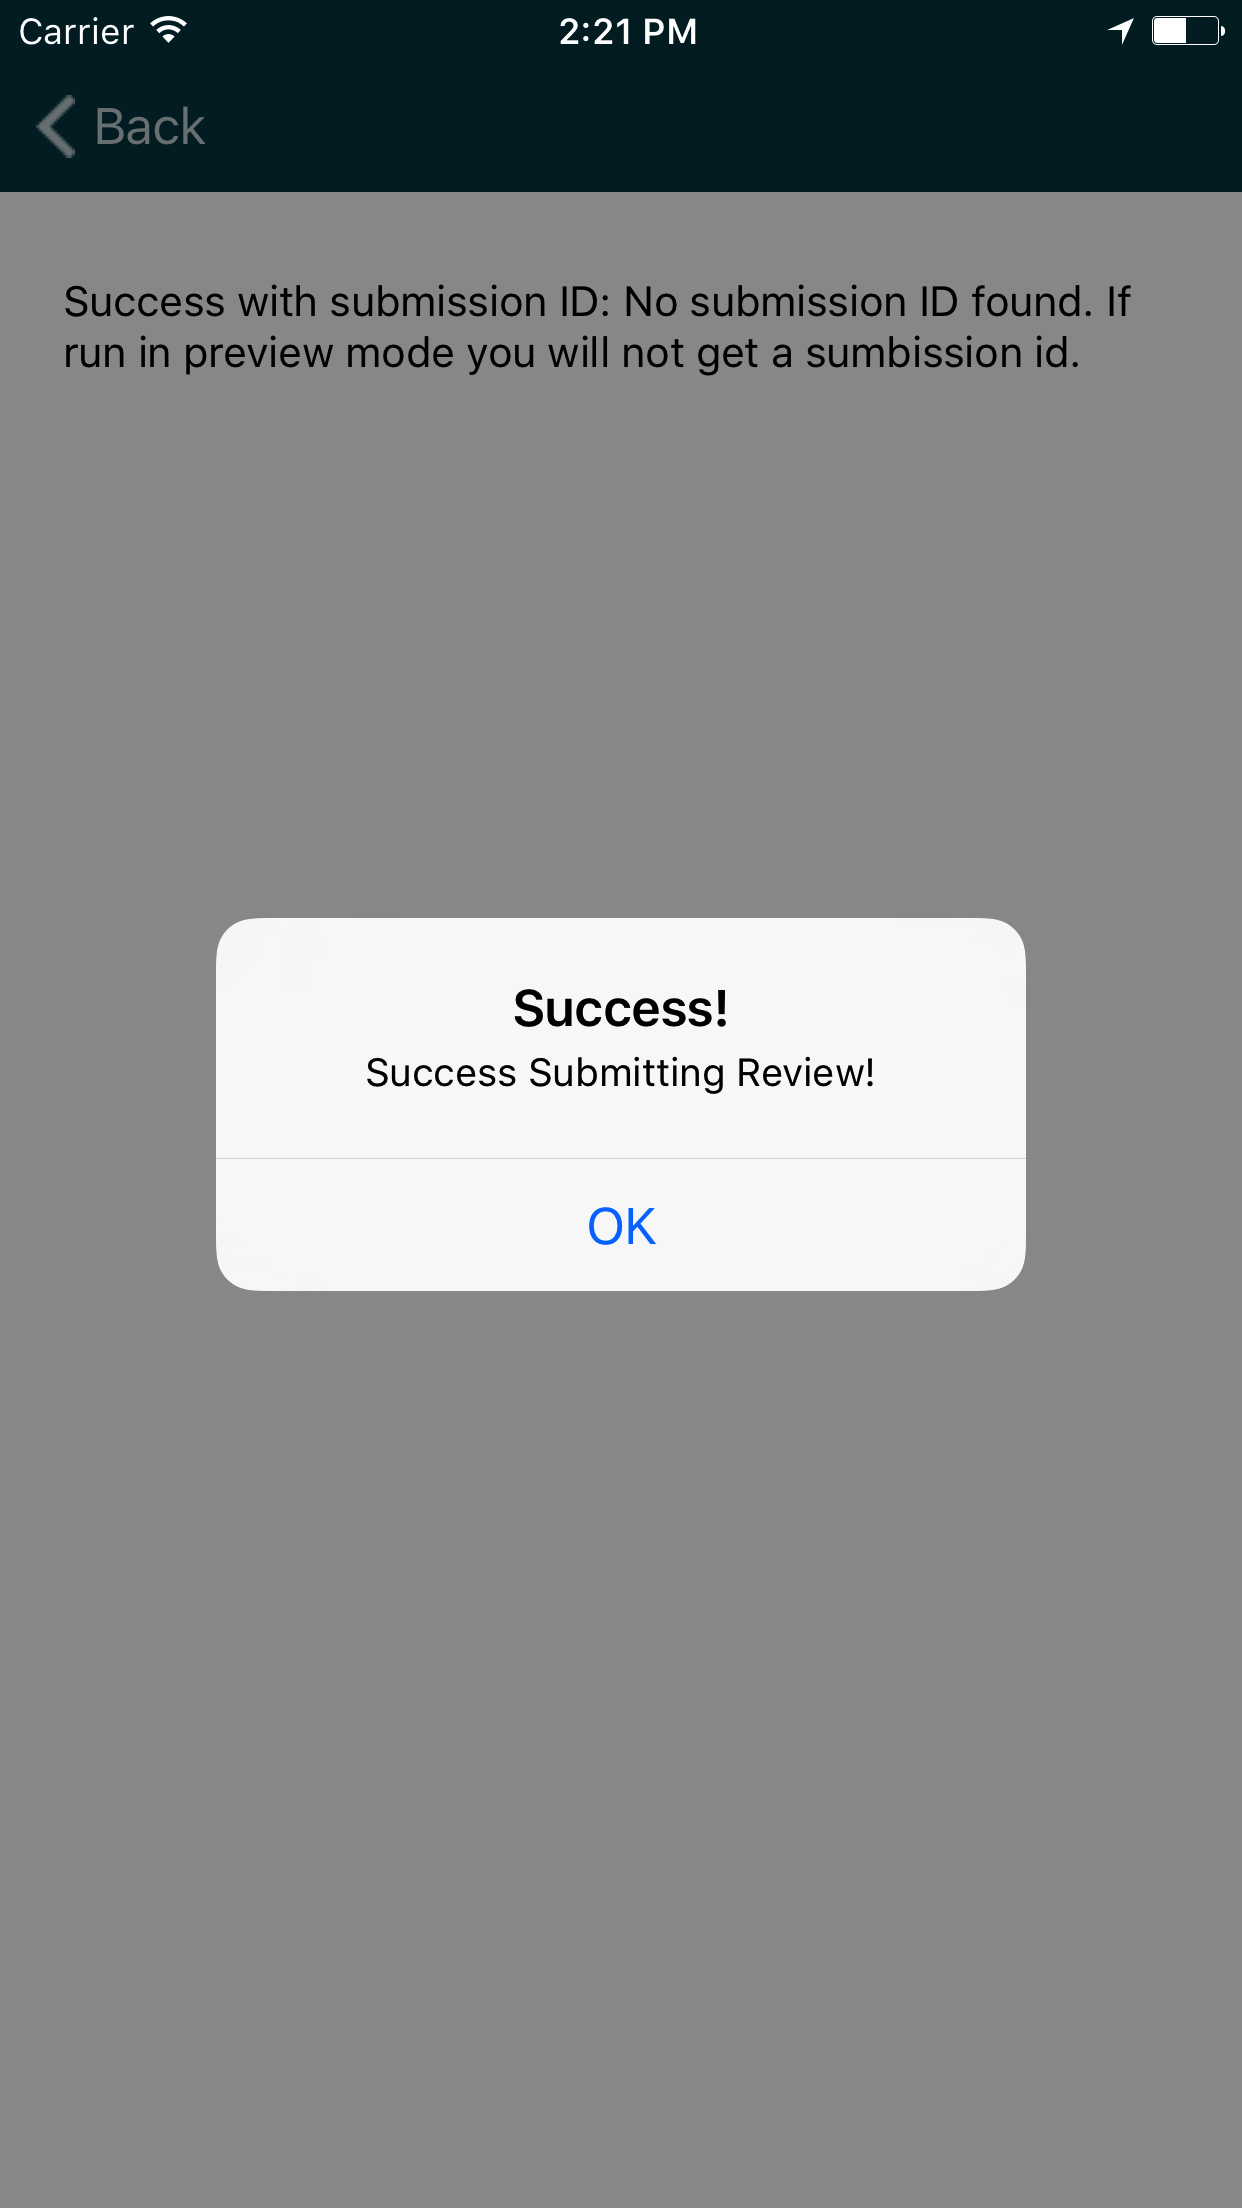 Carrier
2:21 PM
Back
Success with submission ID: No submission ID found. If
run in preview mode you will not get a sumbission id.
Success!
Success Submitting Review!
OK